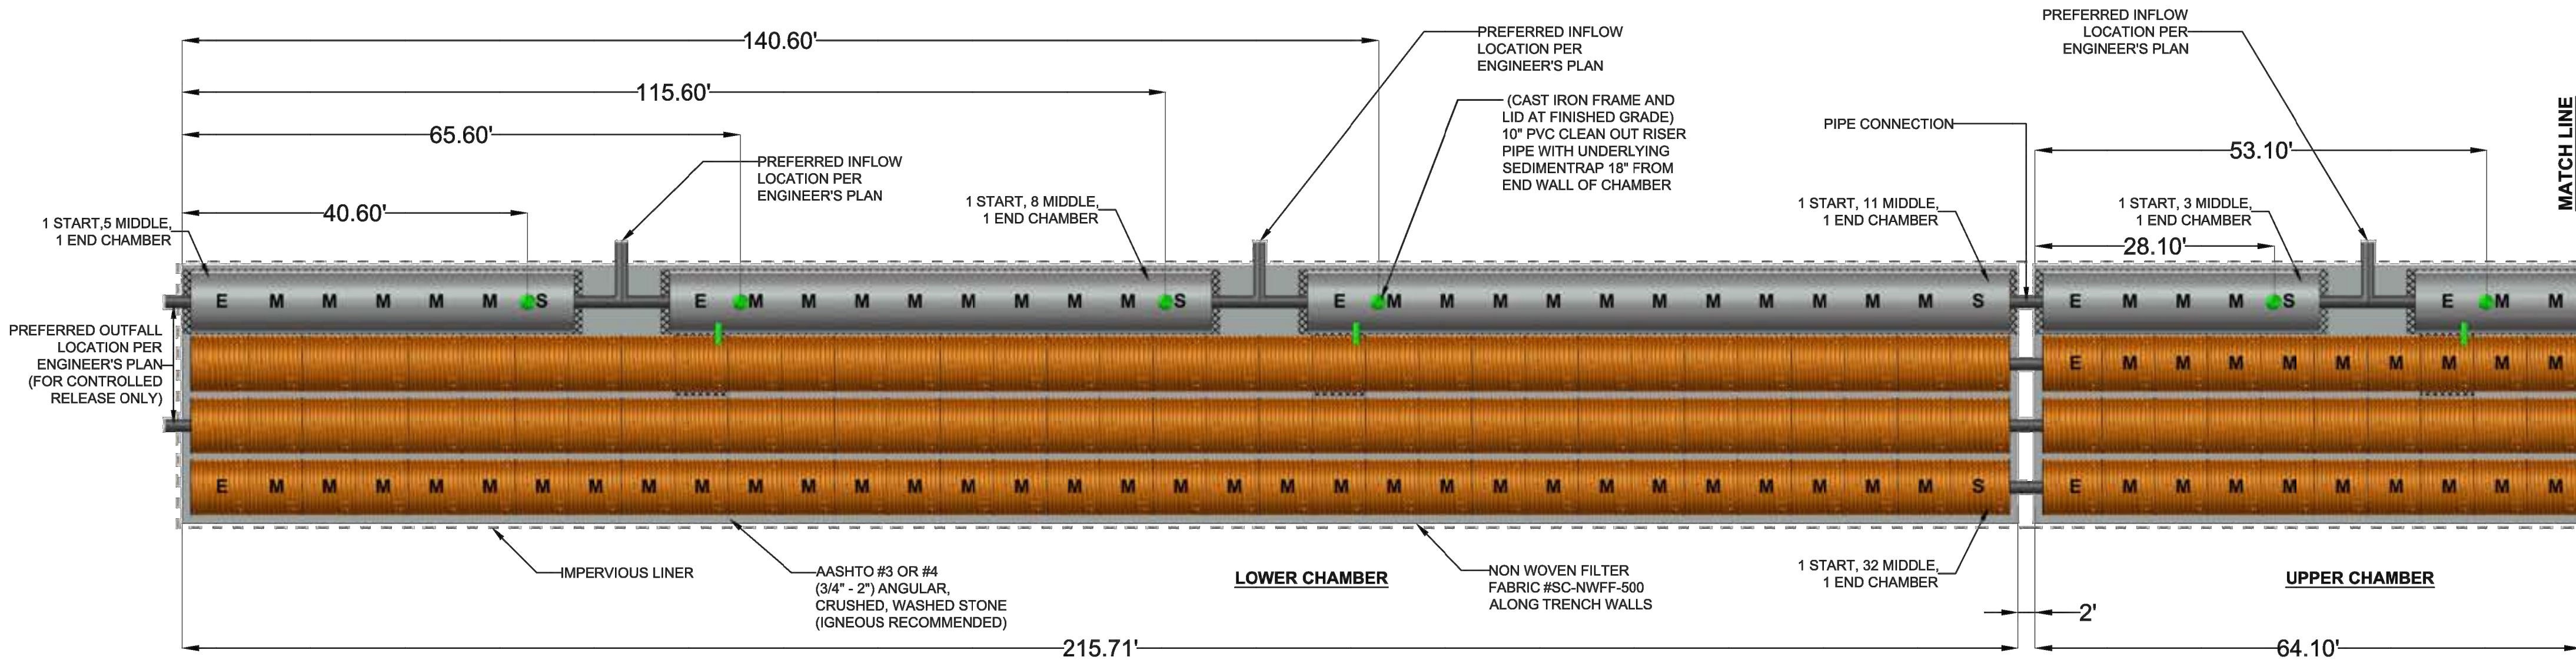 140.60'
115.60'
65.60'
40.60'
1 START,5 MIDDLE,
1 END CHAMBER
PREFERRED INFLOW
LOCATION PER
ENGINEER'S PLAN
1 START, 8 MIDDLE,
1 END CHAMBER
PREFERRED INFLOW
LOCATION PER
ENGINEER'S PLAN
(CAST IRON FRAME AND
LID AT FINISHED GRADE)
10" PVC CLEAN OUT RISER
PIPE WITH UNDERLYING
SEDIMENTRAP 18" FROM
END WALL OF CHAMBER
PIPE CONNECTION
1 START, 11 MIDDLE,
1 END CHAMBER
PREFERRED INFLOW
LOCATION PER
ENGINEER'S PLAN
53.10'
1 START, 3 MIDDLE,
1 END CHAMBER
28.10'
MATCH LINE
E M M M M M S E M M M M M M M M S E M M M M M M M M M M M S E M M M S E M M
PREFERRED OUTFALL
LOCATION PER
ENGINEER'S PLAN
(FOR CONTROLLED
RELEASE ONLY)
E M M M M M M M M M
E M M M M M M M M M M M M M M M M M M M M M M M M M M M M M M M M S E M M M M M M M M M
IMPERVIOUS LINER
AASHTO #3 OR #4
(3/4" - 2") ANGULAR,
CRUSHED, WASHED STONE
(IGNEOUS RECOMMENDED)
LOWER CHAMBER
NON WOVEN FILTER
FABRIC #SC-NWFF-500
ALONG TRENCH WALLS
1 START, 32 MIDDLE,
1 END CHAMBER
UPPER CHAMBER
2'
215.71'
64.10'